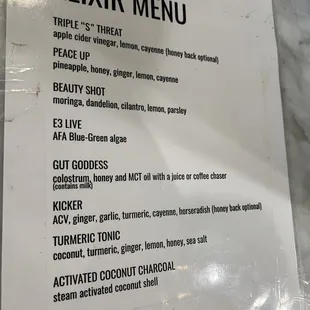 MENU
TRIPLE "S" THREAT
apple cider vinegar, lemon, cayenne (honey back optional)
PEACE UP
pineapple, honey, ginger, lemon, cayenne
BEAUTY SHOT
moringa, dandelion, cilantro, lemon, parsley
E3 LIVE
AFA Blue-Green algae
GUT GODDESS
colostrum, honey and MCT oil with a juice or coffee chaser
(contains milk)
KICKER
ACV, ginger, garlic, turmeric, cayenne, horseradish (honey back optional)
TURMERIC TONIC
coconut, turmeric, ginger, lemon, honey, sea salt
ACTIVATED COCONUT CHARCOAL
steam activated coconut shell